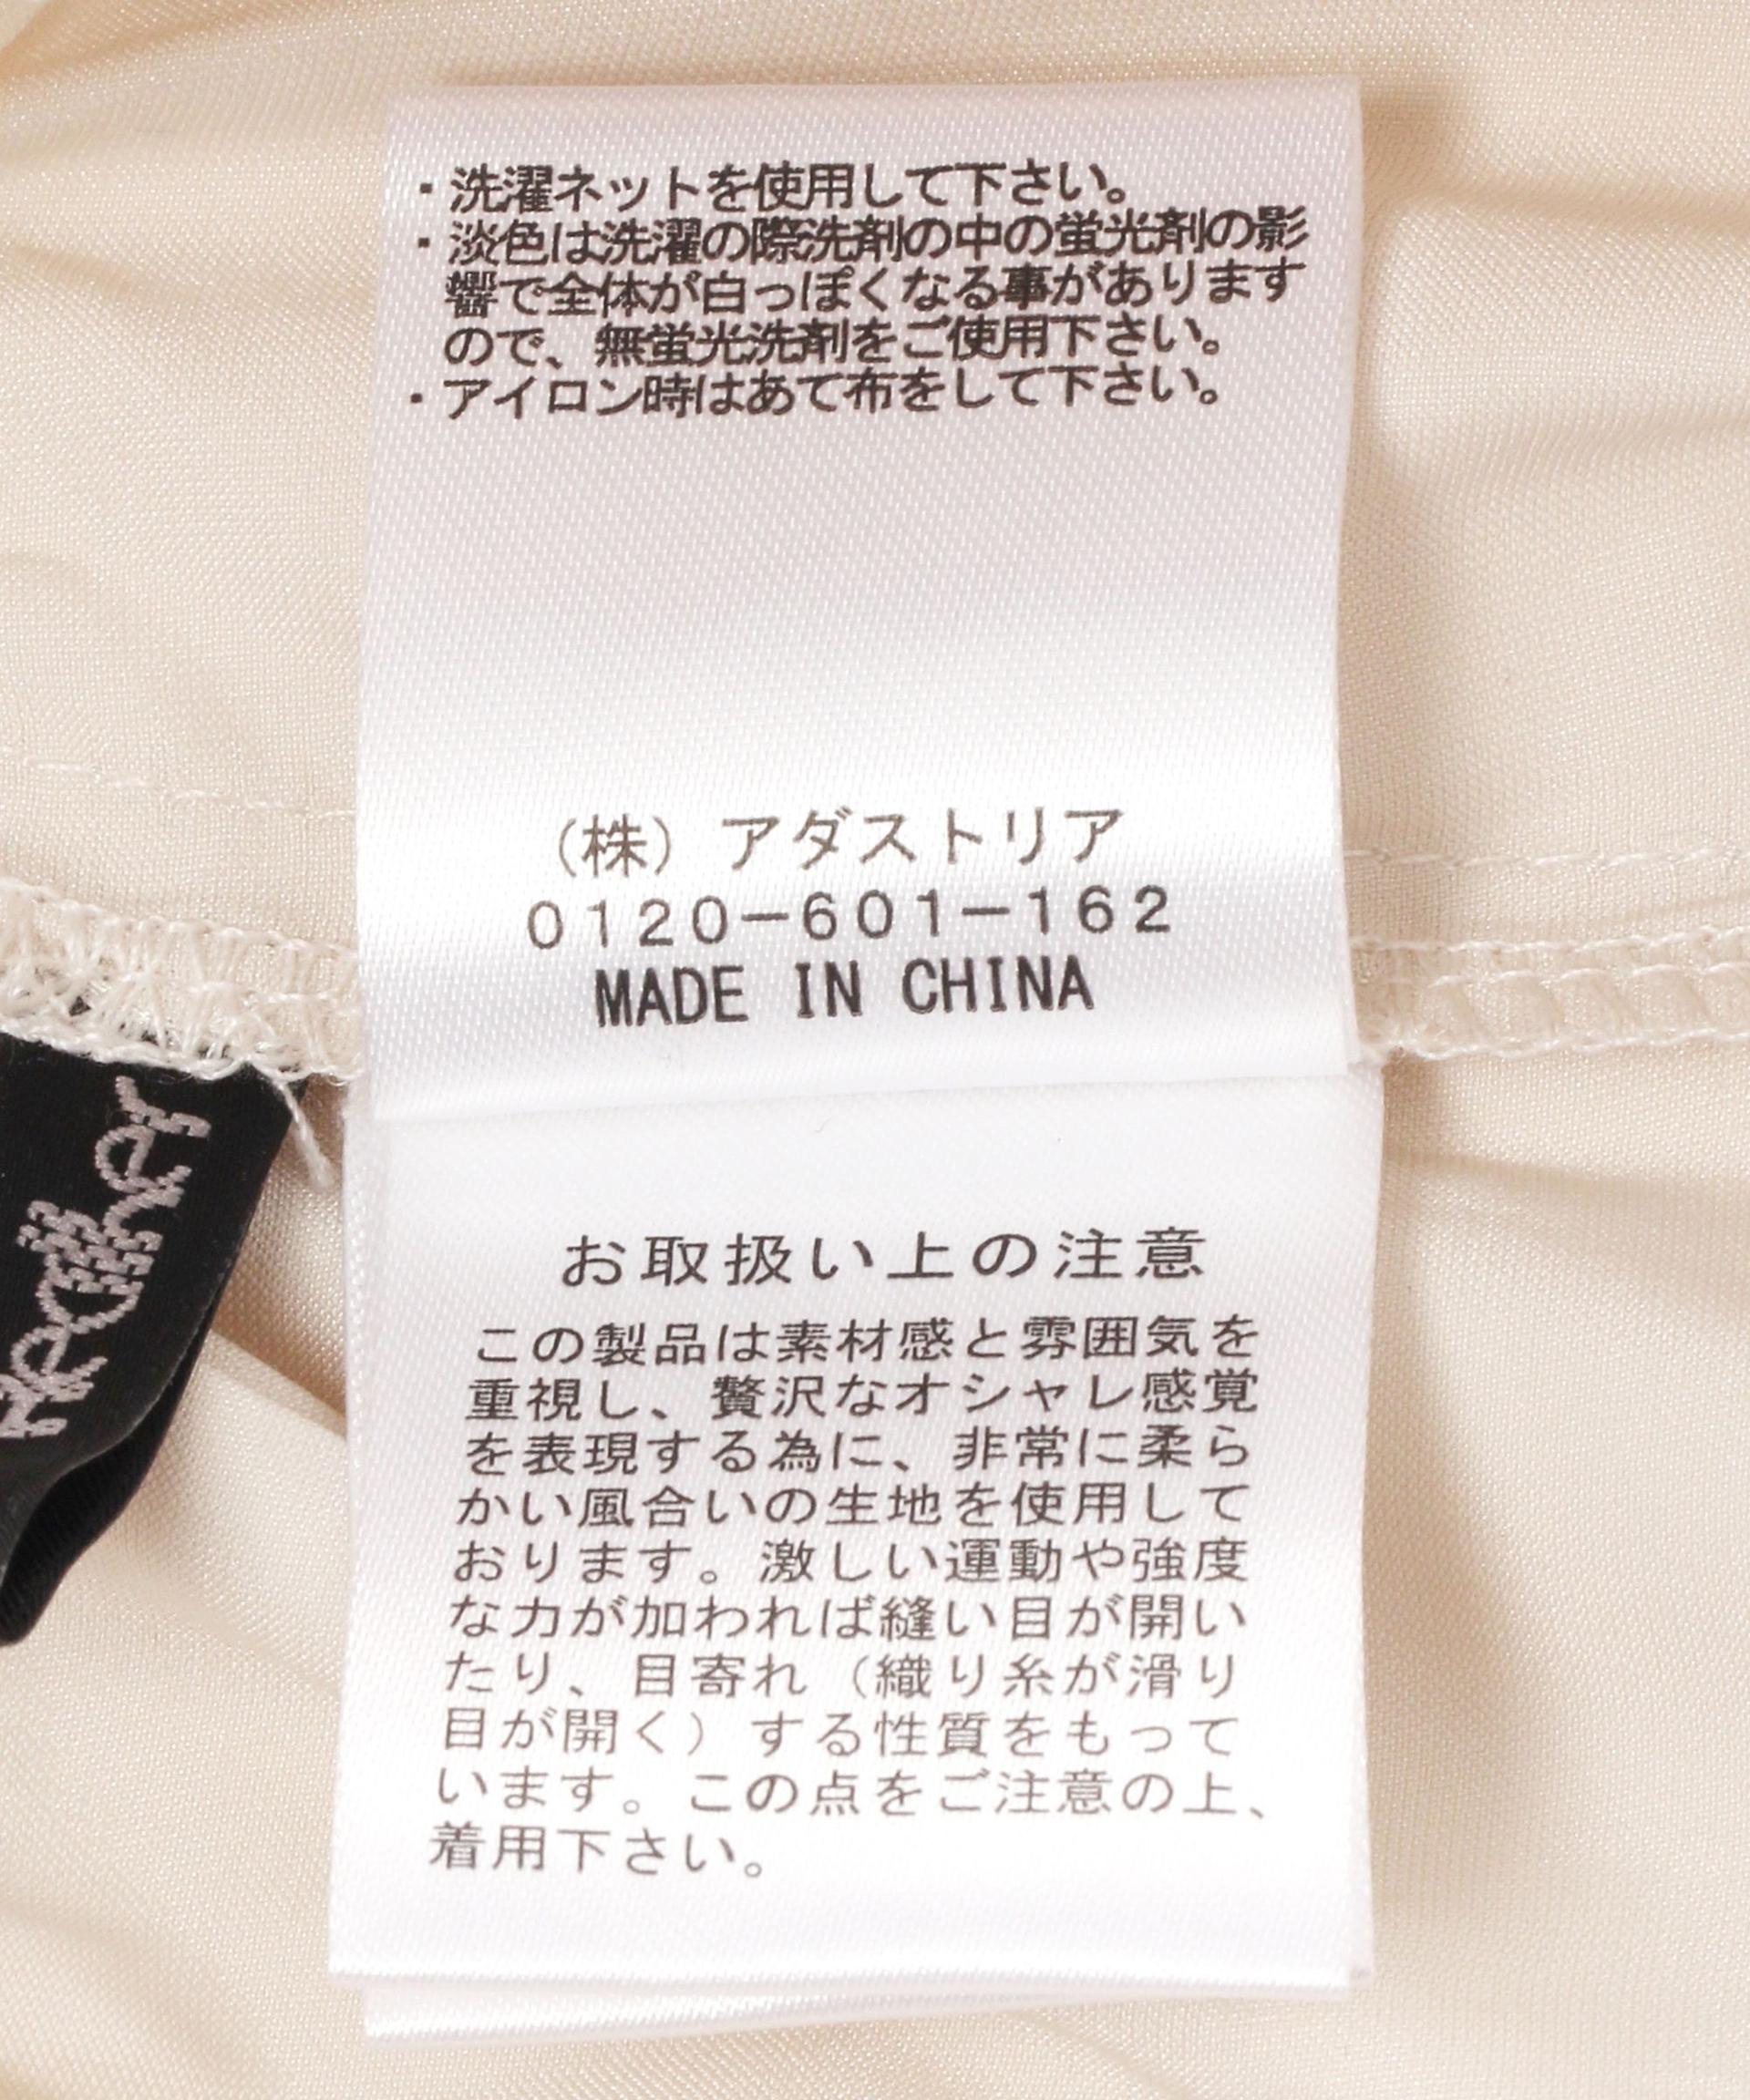 ・洗濯ネットを使用して下さい。
・淡色は洗濯の際洗剤の中の蛍光剤の影
響で全体が白っぽくなる事があります
ので、無蛍光洗剤をご使用下さい。
・アイロン時はあて布をして下さい。
（株）アダストリア
0120−601−162
MADE IN CHINA
お取扱い上の注意
この製品は素材感と雰囲気を
重視し、贅沢なオシャレ感覚
を表現する為に、非常に柔ら
かい風合いの生地を使用して
おります。激しい運動や強度
な力が加われば縫い目が開い
たり、目寄れ（織り糸が滑り
目が開く）する性質をもって
います。この点をご注意の上、
着用下さい。